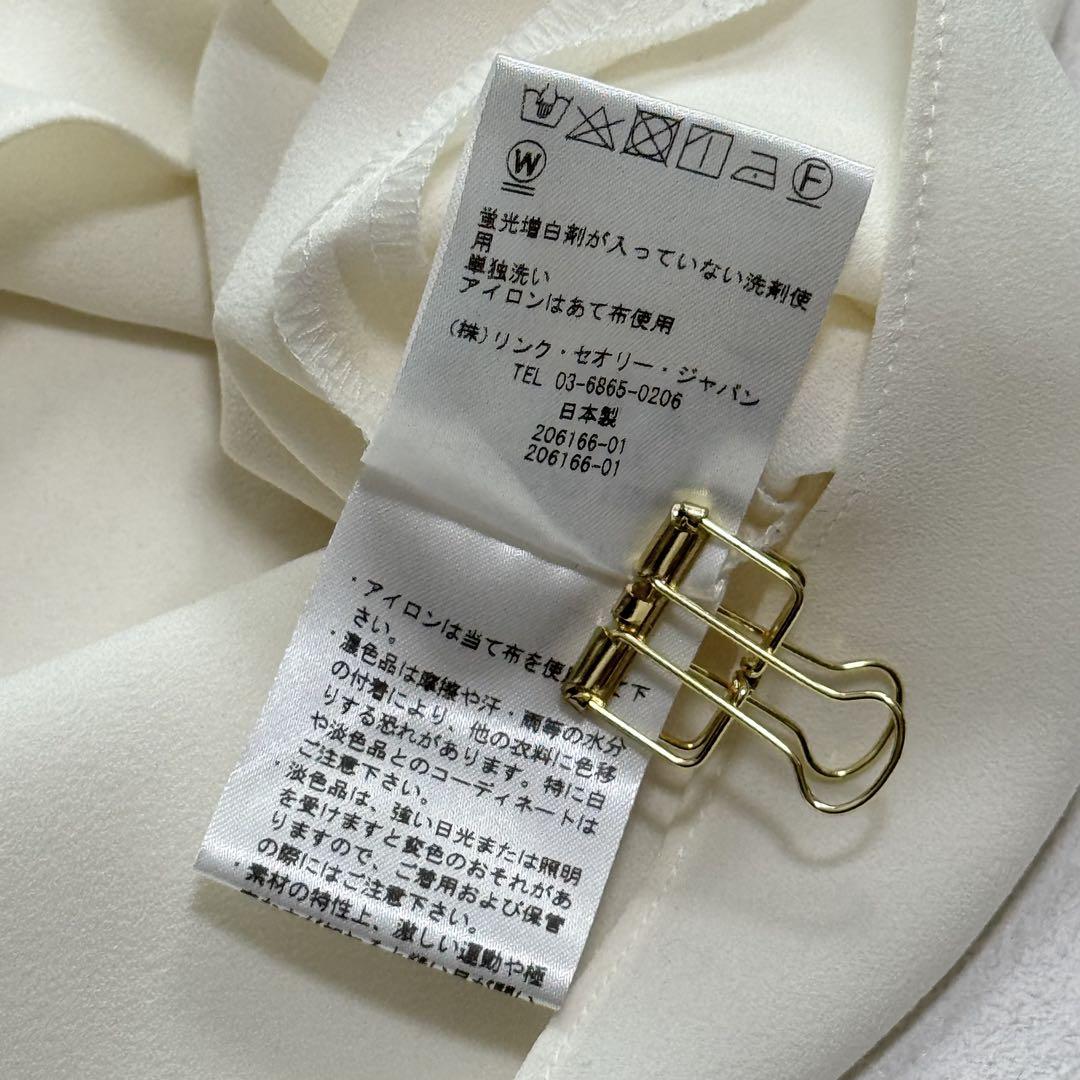 W
F
蛍光増白剤が入っていない洗剤使
用
単独洗い
アイロンはあて布使用
(株)リンク・セオリー・ジャパン
TEL 03-6865-0206
日本製
206166-01
206166-01
・アイロンは当て布を使 下
さい。
・濃色品は摩擦や汗・雨等の水分
の付着により、他の衣料に色移
りする恐れがあります。特に白
や淡色品とのコーディネートは
ご注意下さい。
・淡色品は、強い日光または照明
を受けますと変色のおそれがあ
りますので、ご着用および保管
の際にはご注意下さい。
・素材の特性上、激しい運動や極